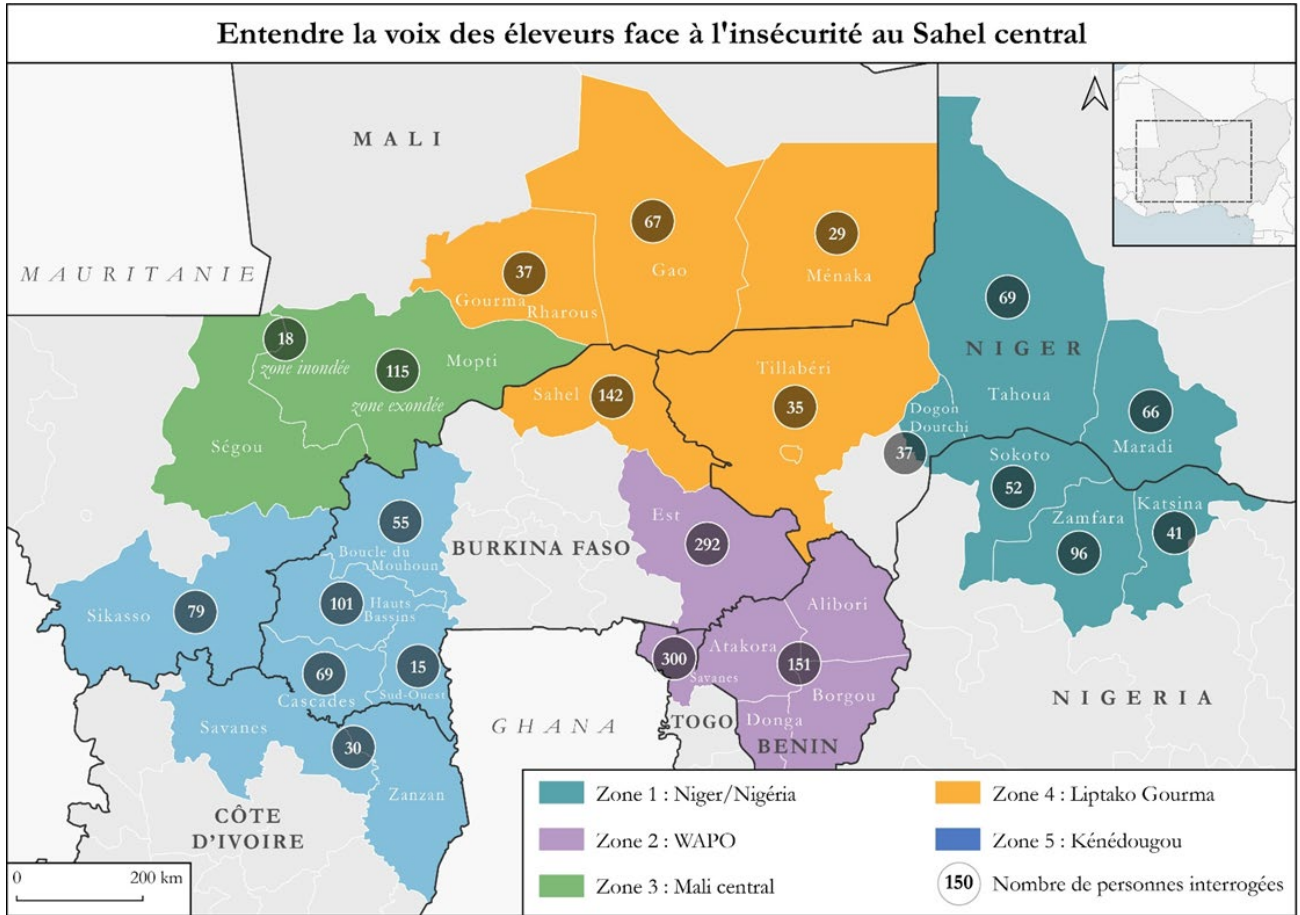 Entendre la voix des éleveurs face à l'insécurité au Sahel central
MALI
MAURITANIE
67
Gao
29
Ménaka
37
Gourma
Rharous
69
NIGER
Tahoua
18
zone inondée
115
Mopti
zone exondée
Ségou
Sahel
142
Tillabéri
35
Dogon
Doutchi
37
66
Maradi
Sokoto
52
Zamfara
96
Katsina
41
55
Boucle du
Mouhoun
BURKINA FASO
Est
292
Sikasso
79
101
Hauts
Bassins
69
Cascades
15
Sud-Ouest
Alibori
Atakora
151
300
Savanes
Borgou
Donga
TOGO
BENIN
NIGERIA
GHANA
Savanes
30
Zanzan
CÔTE
D'IVOIRE
0 200 km
Zone 1 : Niger/Nigéria
Zone 2 : WAPO
Zone 3 : Mali central
Zone 4 : Liptako Gourma
Zone 5 : Kénédougou
150 Nombre de personnes interrogées